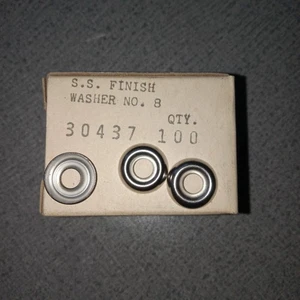 S.S. FINISH
WASHER NO. 8
QTY.
30437 100